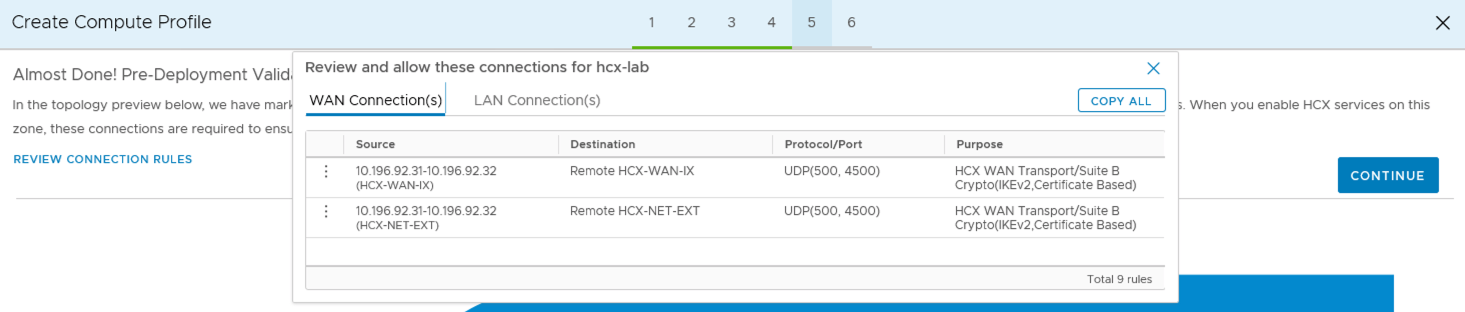 Create Compute Profile
1 2 3 4 5 6
Almost Done! Pre-Deployment Valid
In the topology preview below, we have mark
s. When you enable HCX services on this
zone, these connections are required to ensu
REVIEW CONNECTION RULES
CONTINUE
Review and allow these connections for hcx-lab
WAN Connection(s) LAN Connection(s) COPY ALL
Source Destination Protocol/Port Purpose
10.196.92.31-10.196.92.32 Remote HCX-WAN-IX UDP(500, 4500) HCX WAN Transport/Suite B
(HCX-WAN-IX) Crypto(IKEv2,Certificate Based)
10.196.92.31-10.196.92.32 Remote HCX-NET-EXT UDP(500, 4500) HCX WAN Transport/Suite B
(HCX-NET-EXT) Crypto(IKEv2,Certificate Based)
Total 9 rules